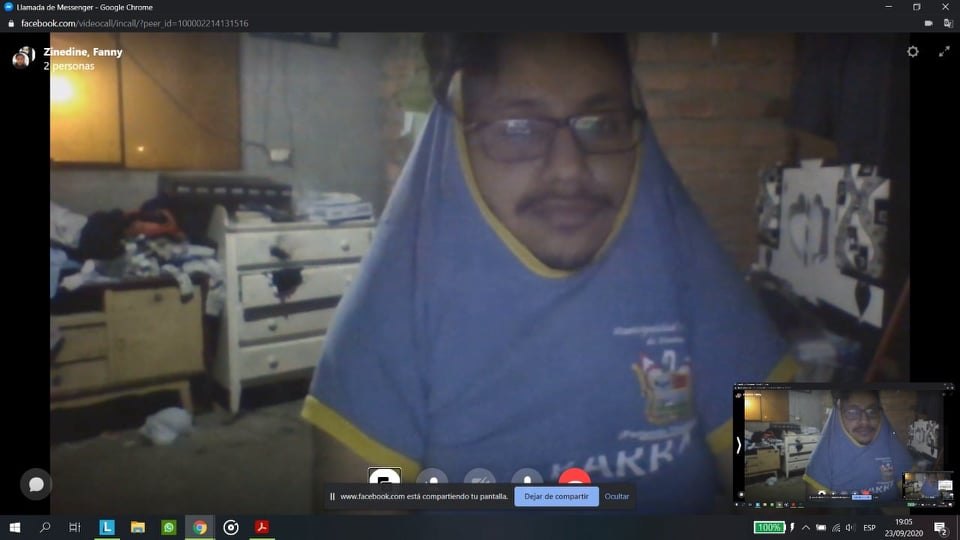 Llamada de Messenger - Google Chrome
facebook.com/videocall/incall/?peer_id=100002214131516
Zinedine, Fanny
2 personas
KARK
www.facebook.com está compartiendo tu pantalla.
Dejar de compartir
Ocultar
100%
ESP
19:05
23/09/2020
2